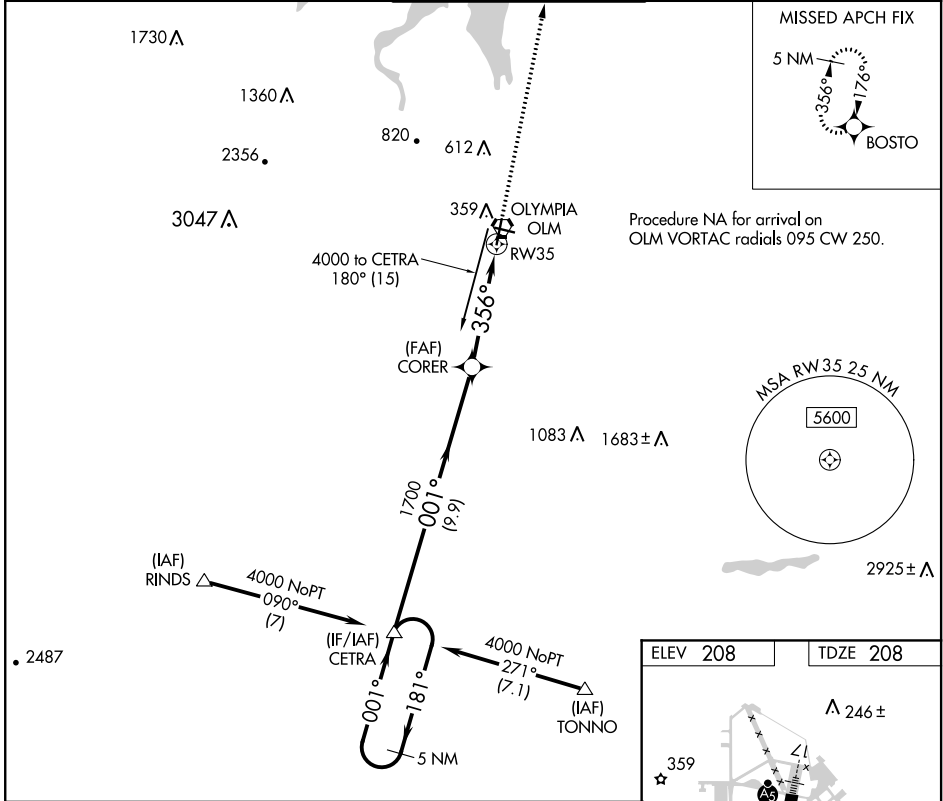 MISSED APCH FIX
5 NM
356°
176°
BOSTO
1730
1360
820
612
2356
3047
359
OLYMPIA
OLM
RW35
Procedure NA for arrival on
OLM VORTAC radials 095 CW 250.
4000 to CETRA
180° (15)
356°
(FAF)
CORER
MSA RW35 25 NM
5600
1083
1683±
1700
001°
(9.9)
2925±
(IAF)
RINDS
4000 NoPT
090°
(7)
(IF/IAF)
CETRA
4000 NoPT
271°
(7.1)
(IAF)
TONNO
2487
001°
181°
5 NM
ELEV 208
TDZE 208
246±
359
17
A5